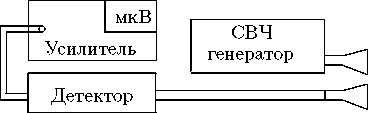 мкВ
Усилитель
СВЧ
генератор
Детектор